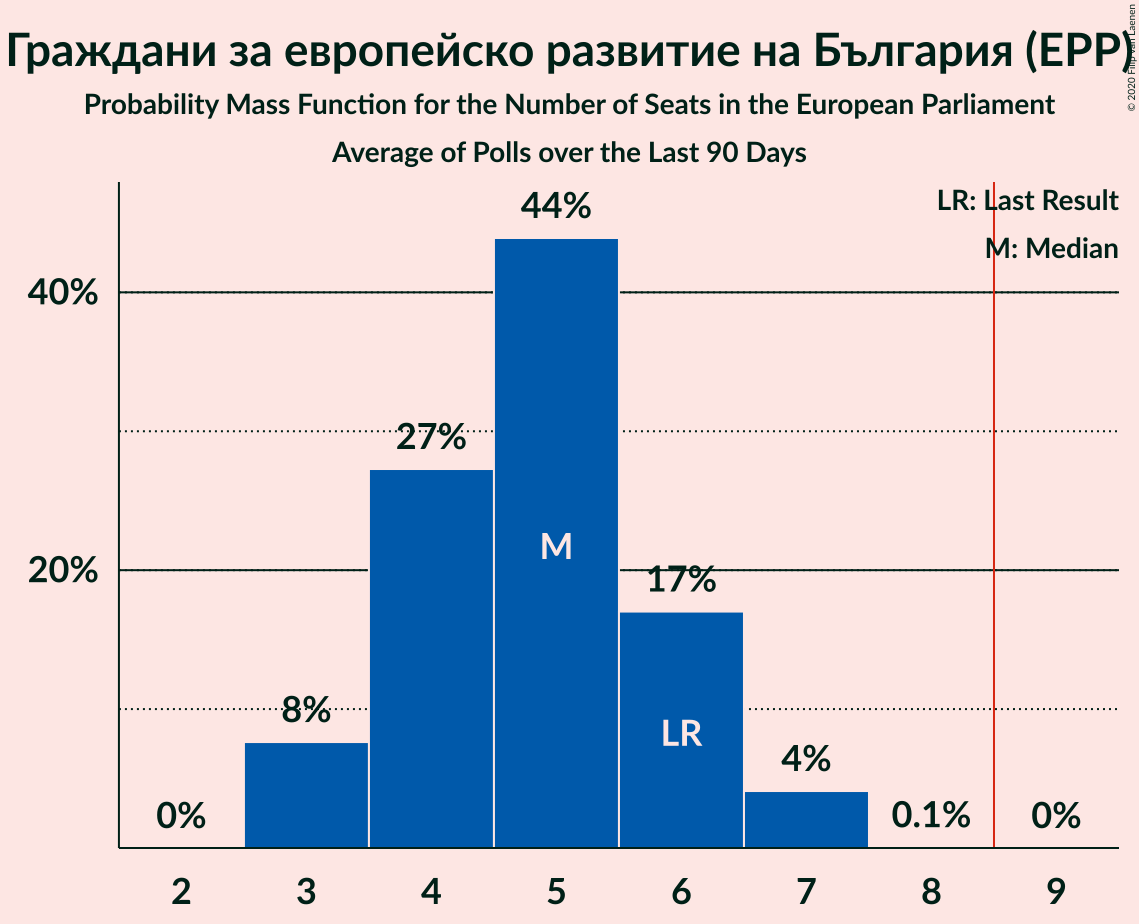 Граждани за европейско развитие на България (EPP)
Probability Mass Function for the Number of Seats in the European Parliament
Average of Polls over the Last 90 Days
© 2020 Filip van Laenen
LR: Last Result
M: Median
44%
40%
27%
M
20%
17%
8%
LR
4%
0%
0.1%
0%
2 3 4 5 6 7 8 9